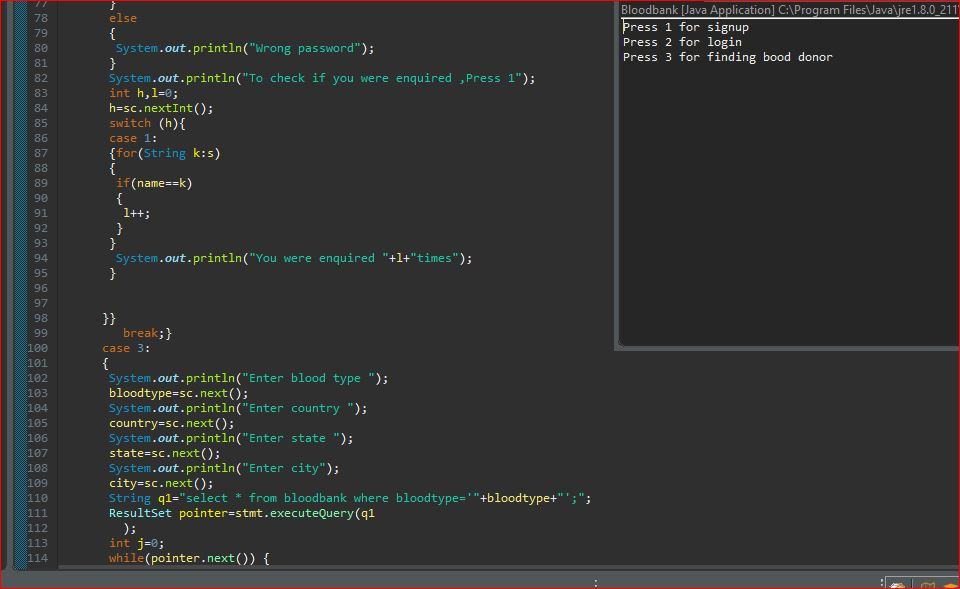 77 }
78 else
79 {
80 System.out.println("Wrong password");
81 }
82 System.out.println("To check if you were enquired ,Press 1");
83 int h,l=0;
84 h=sc.nextInt();
85 switch (h){
86 case 1:
87 {for(String k:s)
88 {
89 if(name==k)
90 {
91 l++;
92 }
93 }
94 System.out.println("You were enquired "+l+"times");
95 }
96
97
98 }}
99 break;}
100 case 3:
101 {
102 System.out.println("Enter blood type ");
103 bloodtype=sc.next();
104 System.out.println("Enter country ");
105 country=sc.next();
106 System.out.println("Enter state ");
107 state=sc.next();
108 System.out.println("Enter city");
109 city=sc.next();
110 String q1="select * from bloodbank where bloodtype='"+bloodtype+"';";
111 ResultSet pointer=stmt.executeQuery(q1
112 );
113 int j=0;
114 while(pointer.next()) {
Bloodbank [Java Application] C:\Program Files\Java\jre1.8.0_211\
Press 1 for signup
Press 2 for login
Press 3 for finding bood donor